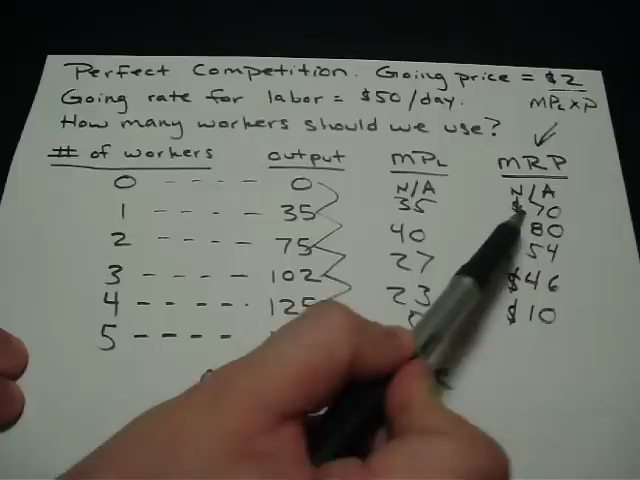 Perfect Competition. Going price = $2
Going rate for labor = $50/day. MPL x P
How many workers should we use?
# of workers output MPL MRP
0 ---- 0 N/A N/A
1 ---- 35 35 $70
2 ---- 75 40 80
3 ---- 102 27 54
4 ---- 125 23 $46
5 ---- $10